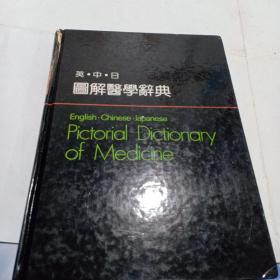 英•中•日
圖解醫學辭典
English·Chinese·Japanese
Pictorial Dictionary
of Medicine